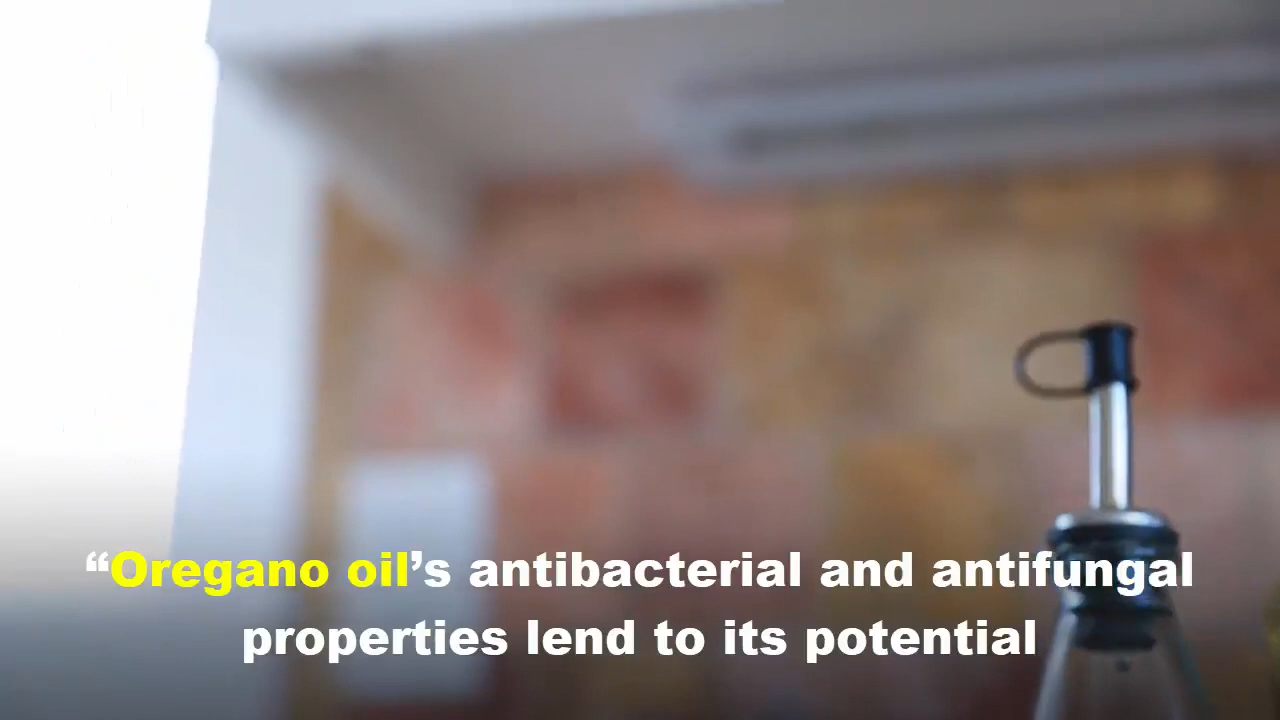 “Oregano oil’s antibacterial and antifungal
properties lend to its potential